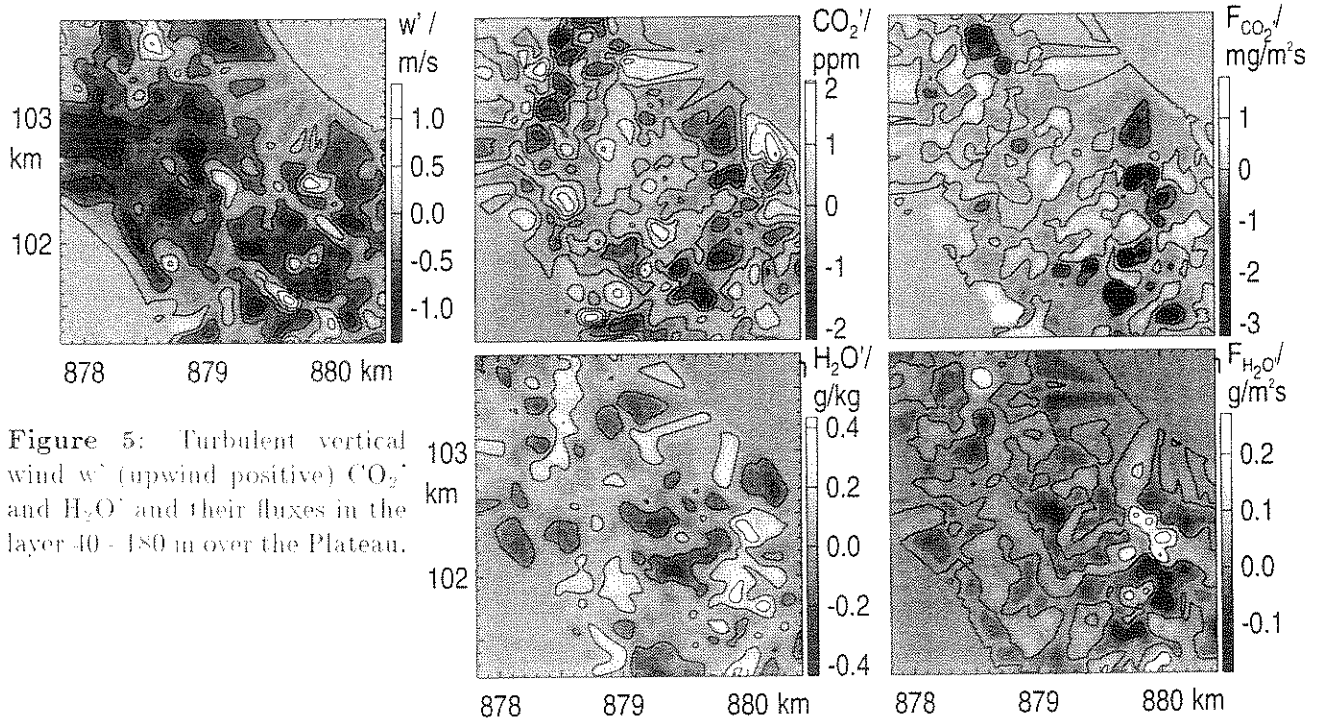 w'/
m/s
1.0
0.5
0.0
-0.5
-1.0
103
km
102
878 879 880 km
CO₂'/
ppm
2
1
0
-1
-2
F_CO₂'/
mg/m²s
1
0
-1
-2
-3
H₂O'/
g/kg
0.4
0.2
0.0
-0.2
-0.4
103
km
102
878 879 880 km
F_H₂O'/
g/m²s
0.2
0.1
0.0
-0.1
878 879 880 km
Figure 5: Turbulent vertical
wind w' (upwind positive) CO₂'
and H₂O' and their fluxes in the
layer 40 - 480 m over the Plateau.